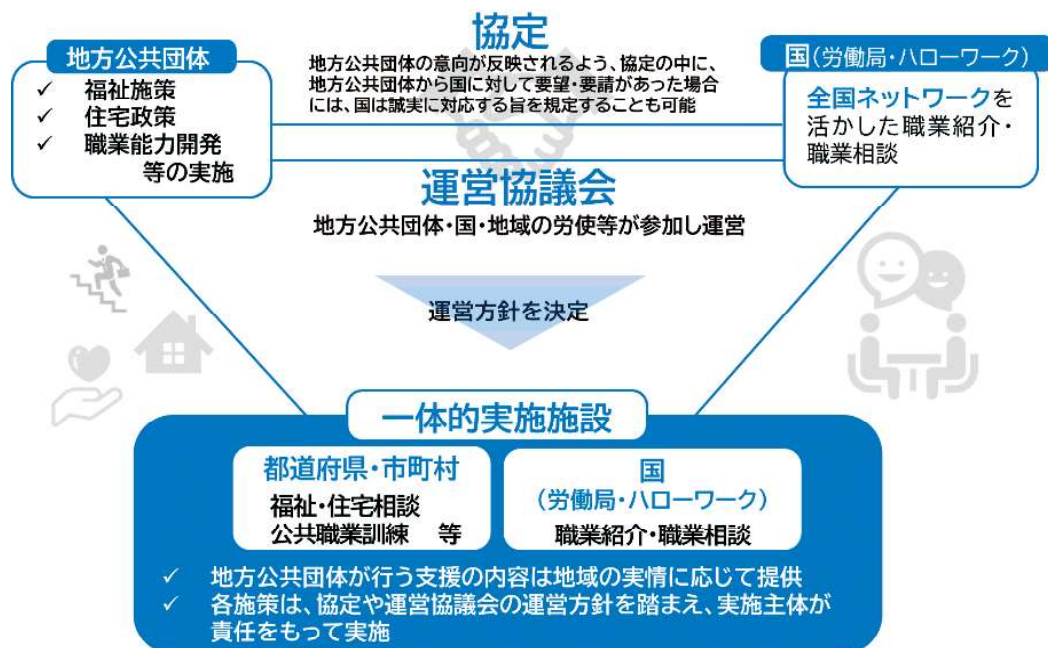 協定
地方公共団体の意向が反映されるよう、協定の中に、
地方公共団体から国に対して要望・要請があった場合
には、国は誠実に対応する旨を規定することも可能
地方公共団体
✓ 福祉施策
✓ 住宅政策
✓ 職業能力開発
等の実施
国(労働局・ハローワーク)
全国ネットワークを
活かした職業紹介・
職業相談
運営協議会
地方公共団体・国・地域の労使等が参加し運営
運営方針を決定
一体的実施施設
都道府県・市町村
福祉・住宅相談
公共職業訓練 等
国
(労働局・ハローワーク)
職業紹介・職業相談
✓ 地方公共団体が行う支援の内容は地域の実情に応じて提供
✓ 各施策は、協定や運営協議会の運営方針を踏まえ、実施主体が
責任をもって実施